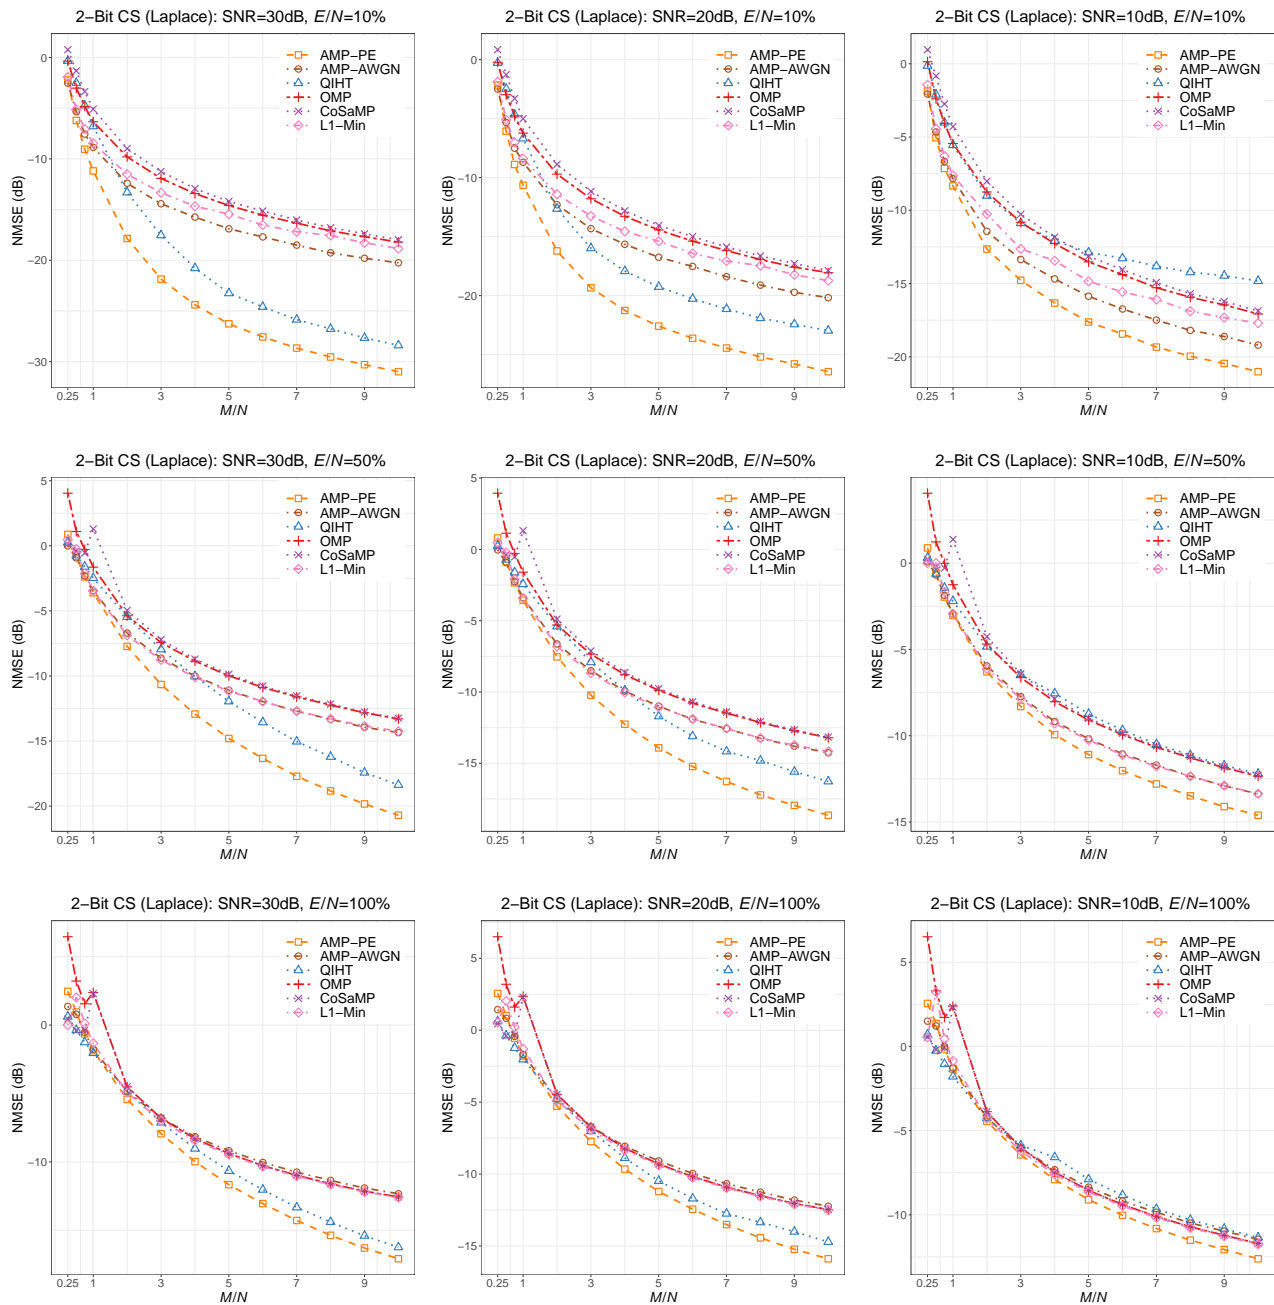 2−Bit CS (Laplace): SNR=30dB, E/N=10%
0
−10
−20
−30
NMSE (dB)
AMP−PE
AMP−AWGN
QIHT
OMP
CoSaMP
L1−Min
0.25 1 3 5 7 9
M/N
2−Bit CS (Laplace): SNR=20dB, E/N=10%
0
−10
−20
NMSE (dB)
AMP−PE
AMP−AWGN
QIHT
OMP
CoSaMP
L1−Min
0.25 1 3 5 7 9
M/N
2−Bit CS (Laplace): SNR=10dB, E/N=10%
0
−5
−10
−15
−20
NMSE (dB)
AMP−PE
AMP−AWGN
QIHT
OMP
CoSaMP
L1−Min
0.25 1 3 5 7 9
M/N
2−Bit CS (Laplace): SNR=30dB, E/N=50%
5
0
−5
−10
−15
−20
NMSE (dB)
AMP−PE
AMP−AWGN
QIHT
OMP
CoSaMP
L1−Min
0.25 1 3 5 7 9
M/N
2−Bit CS (Laplace): SNR=20dB, E/N=50%
5
0
−5
−10
−15
NMSE (dB)
AMP−PE
AMP−AWGN
QIHT
OMP
CoSaMP
L1−Min
0.25 1 3 5 7 9
M/N
2−Bit CS (Laplace): SNR=10dB, E/N=50%
0
−5
−10
−15
NMSE (dB)
AMP−PE
AMP−AWGN
QIHT
OMP
CoSaMP
L1−Min
0.25 1 3 5 7 9
M/N
2−Bit CS (Laplace): SNR=30dB, E/N=100%
0
−10
NMSE (dB)
AMP−PE
AMP−AWGN
QIHT
OMP
CoSaMP
L1−Min
0.25 1 3 5 7 9
M/N
2−Bit CS (Laplace): SNR=20dB, E/N=100%
5
0
−5
−10
−15
NMSE (dB)
AMP−PE
AMP−AWGN
QIHT
OMP
CoSaMP
L1−Min
0.25 1 3 5 7 9
M/N
2−Bit CS (Laplace): SNR=10dB, E/N=100%
5
0
−5
−10
NMSE (dB)
AMP−PE
AMP−AWGN
QIHT
OMP
CoSaMP
L1−Min
0.25 1 3 5 7 9
M/N